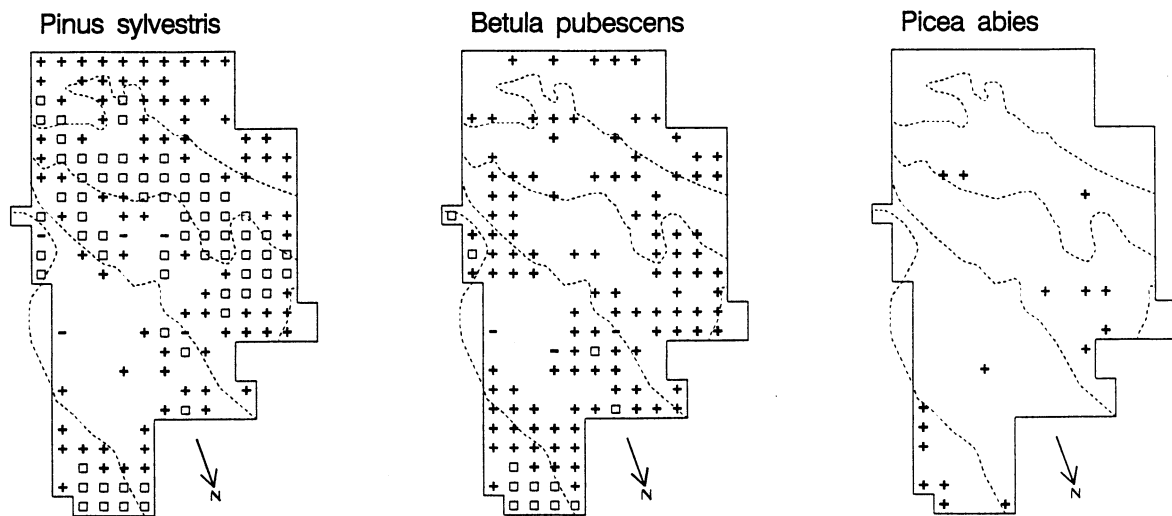 Pinus sylvestris
Betula pubescens
Picea abies
N
N
N